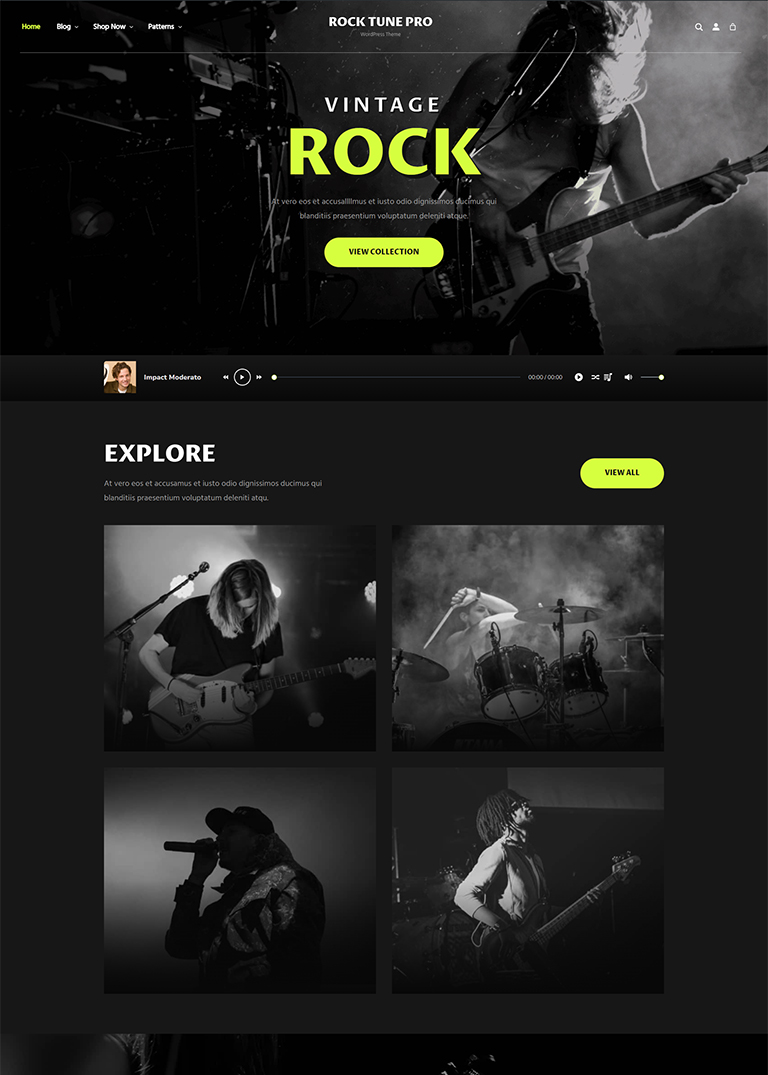 Home
Blog
Shop Now
Patterns
ROCK TUNE PRO
WordPress Theme
VINTAGE
ROCK
At vero eos et accusallllmus et iusto odio dignissimos ducimus qui
blanditiis praesentium voluptatum deleniti atque.
VIEW COLLECTION
Impact Moderato
00:00 / 00:00
EXPLORE
At vero eos et accusamus et iusto odio dignissimos ducimus qui
blanditiis praesentium voluptatum deleniti atqu.
VIEW ALL